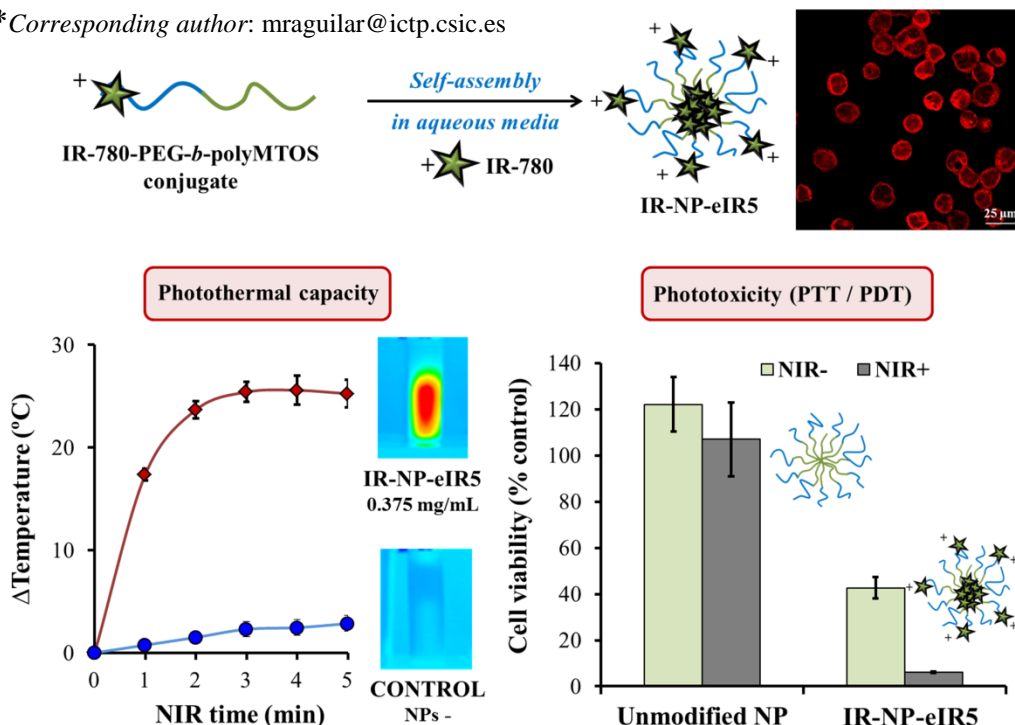 *Corresponding author: mraguilar@ictp.csic.es
+
IR-780-PEG-b-polyMTOS
conjugate
Self-assembly
in aqueous media
+ IR-780
+ + + + + + +
IR-NP-eIR5
25 µm
Photothermal capacity
ΔTemperature (ºC)
30
20
10
0
0 1 2 3 4 5
NIR time (min)
IR-NP-eIR5
0.375 mg/mL
CONTROL
NPs -
Phototoxicity (PTT / PDT)
Cell viability (% control)
140
120
100
80
60
40
20
0
NIR- NIR+
+ + + + + + +
Unmodified NP IR-NP-eIR5